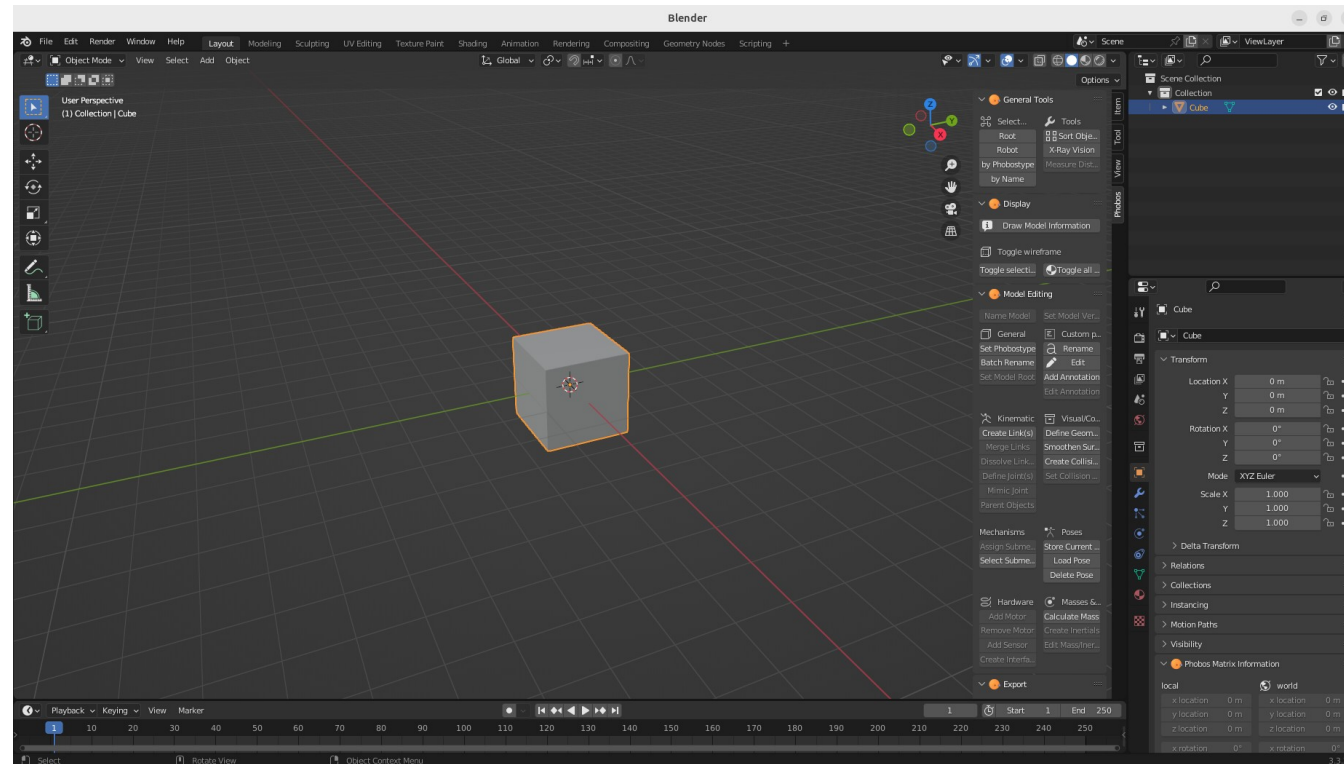 Blender
File Edit Render Window Help Layout Modeling Sculpting UV Editing Texture Paint Shading Animation Rendering Compositing Geometry Nodes Scripting + Scene ViewLayer
Object Mode View Select Add Object Global
Options
User Perspective
(1) Collection | Cube
Z
Y
X
General Tools
Select... Tools
Root Sort Obje...
Robot X-Ray Vision
by Phobostype Measure Dist...
by Name
Display
Draw Model Information
Toggle wireframe
Toggle selecti... Toggle all ...
Model Editing
Name Model Set Model Ver...
General Custom p...
Set Phobostype Rename
Batch Rename Edit
Set Model Root Add Annotation
Edit Annotation
Kinematic Visual/Co...
Create Link(s) Define Geom...
Merge Links Smoothen Sur...
Dissolve Link... Create Collisi...
Define Joint(s) Set Collision ...
Mimic Joint
Parent Objects
Mechanisms Poses
Assign Subme... Store Current ...
Select Subme... Load Pose
Delete Pose
Hardware Masses &...
Add Motor Calculate Mass
Remove Motor Create Inertials
Add Sensor Edit Mass/Iner...
Create Interfa...
Export
Item
Tool
View
Phobos
Scene Collection
Collection
Cube
Cube
Cube
Transform
Location X 0 m
Y 0 m
Z 0 m
Rotation X 0°
Y 0°
Z 0°
Mode XYZ Euler
Scale X 1.000
Y 1.000
Z 1.000
Delta Transform
Relations
Collections
Instancing
Motion Paths
Visibility
Phobos Matrix Information
local world
x location 0 m x location 0 m
y location 0 m y location 0 m
z location 0 m z location 0 m
x rotation 0° x rotation 0°
Playback Keying View Marker 1 Start 1 End 250
1 10 20 30 40 50 60 70 80 90 100 110 120 130 140 150 160 170 180 190 200 210 220 230 240 250
Select Rotate View Object Context Menu